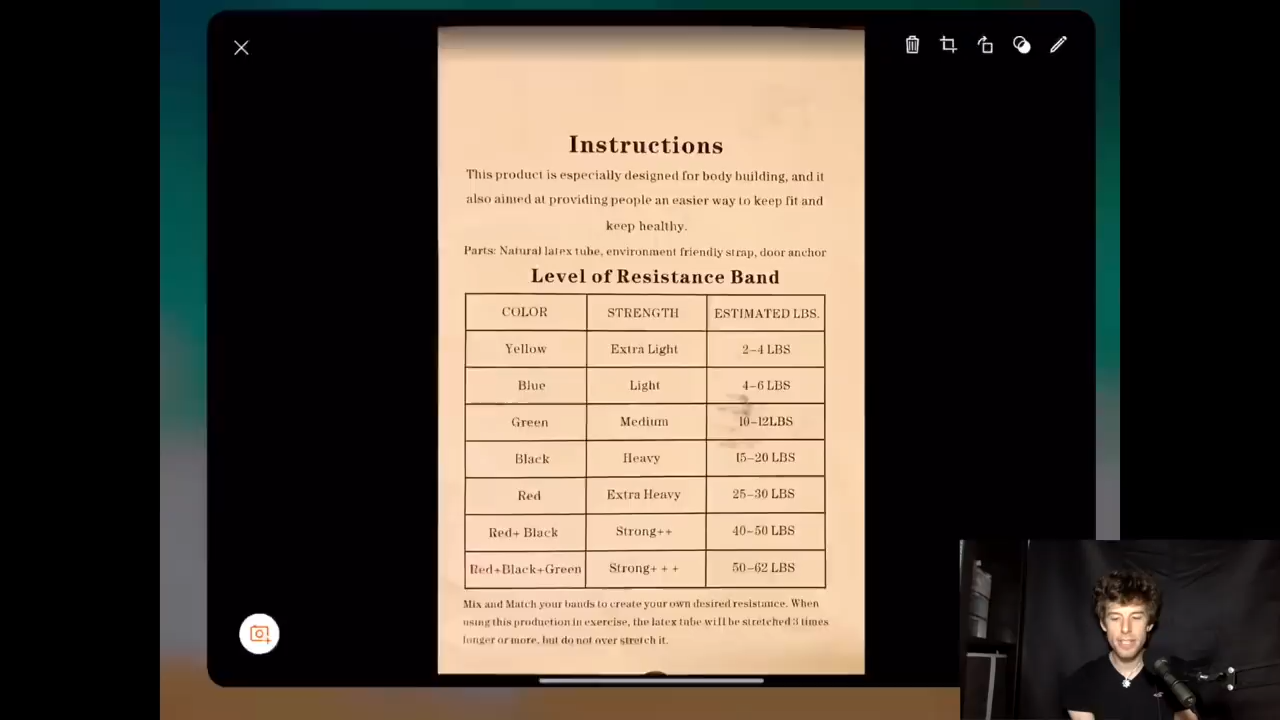 Instructions
This product is especially designed for body building, and it
also aimed at providing people an easier way to keep fit and
keep healthy.
Parts: Natural latex tube, environment friendly strap, door anchor
Level of Resistance Band
COLOR STRENGTH ESTIMATED LBS.
Yellow Extra Light 2-4 LBS
Blue Light 4-6 LBS
Green Medium 10-12LBS
Black Heavy 15-20 LBS
Red Extra Heavy 25-30 LBS
Red+ Black Strong++ 40-50 LBS
Red+Black+Green Strong+ + + 50-62 LBS
Mix and Match your bands to create your own desired resistance. When
using this production in exercise, the latex tube will be stretched 3 times
longer or more, but do not over stretch it.